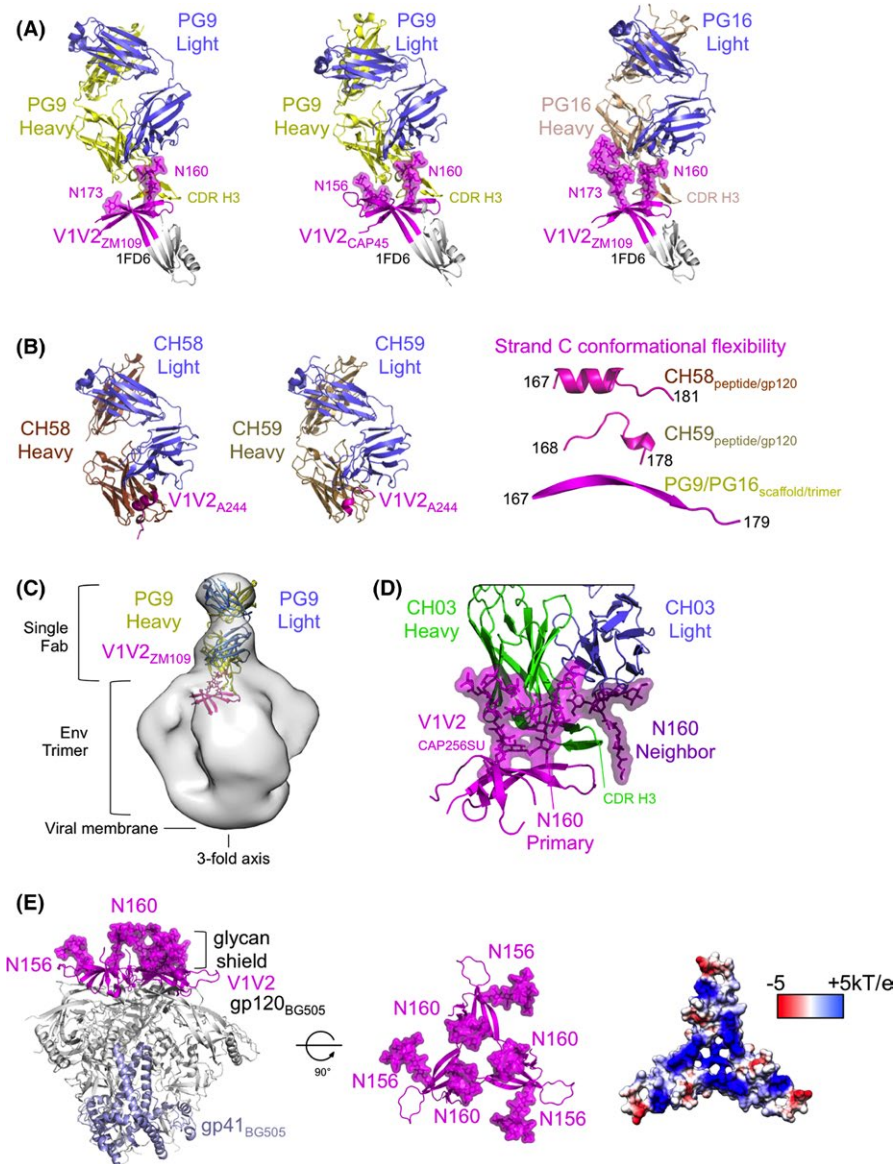 (A)
PG9
Light
PG9
Heavy
N160
N173
CDR H3
V1V2ZM109
1FD6
PG9
Light
PG9
Heavy
N156
N160
CDR H3
V1V2CAP45
1FD6
PG16
Light
PG16
Heavy
N160
N173
CDR H3
V1V2ZM109
1FD6
(B)
CH58
Light
CH58
Heavy
V1V2A244
CH59
Light
CH59
Heavy
V1V2A244
Strand C conformational flexibility
167
181
CH58peptide/gp120
168
178
CH59peptide/gp120
167
179
PG9/PG16scaffold/trimer
(C)
PG9
Heavy
PG9
Light
Single
Fab
V1V2ZM109
Env
Trimer
Viral membrane
3-fold axis
(D)
CH03
Heavy
CH03
Light
V1V2
CAP256SU
N160
Neighbor
CDR H3
N160
Primary
(E)
N160
N156
glycan
shield
V1V2
gp120BG505
gp41BG505
90°
N156
N160
N160
N156
N160
N156
-5
+5kT/e